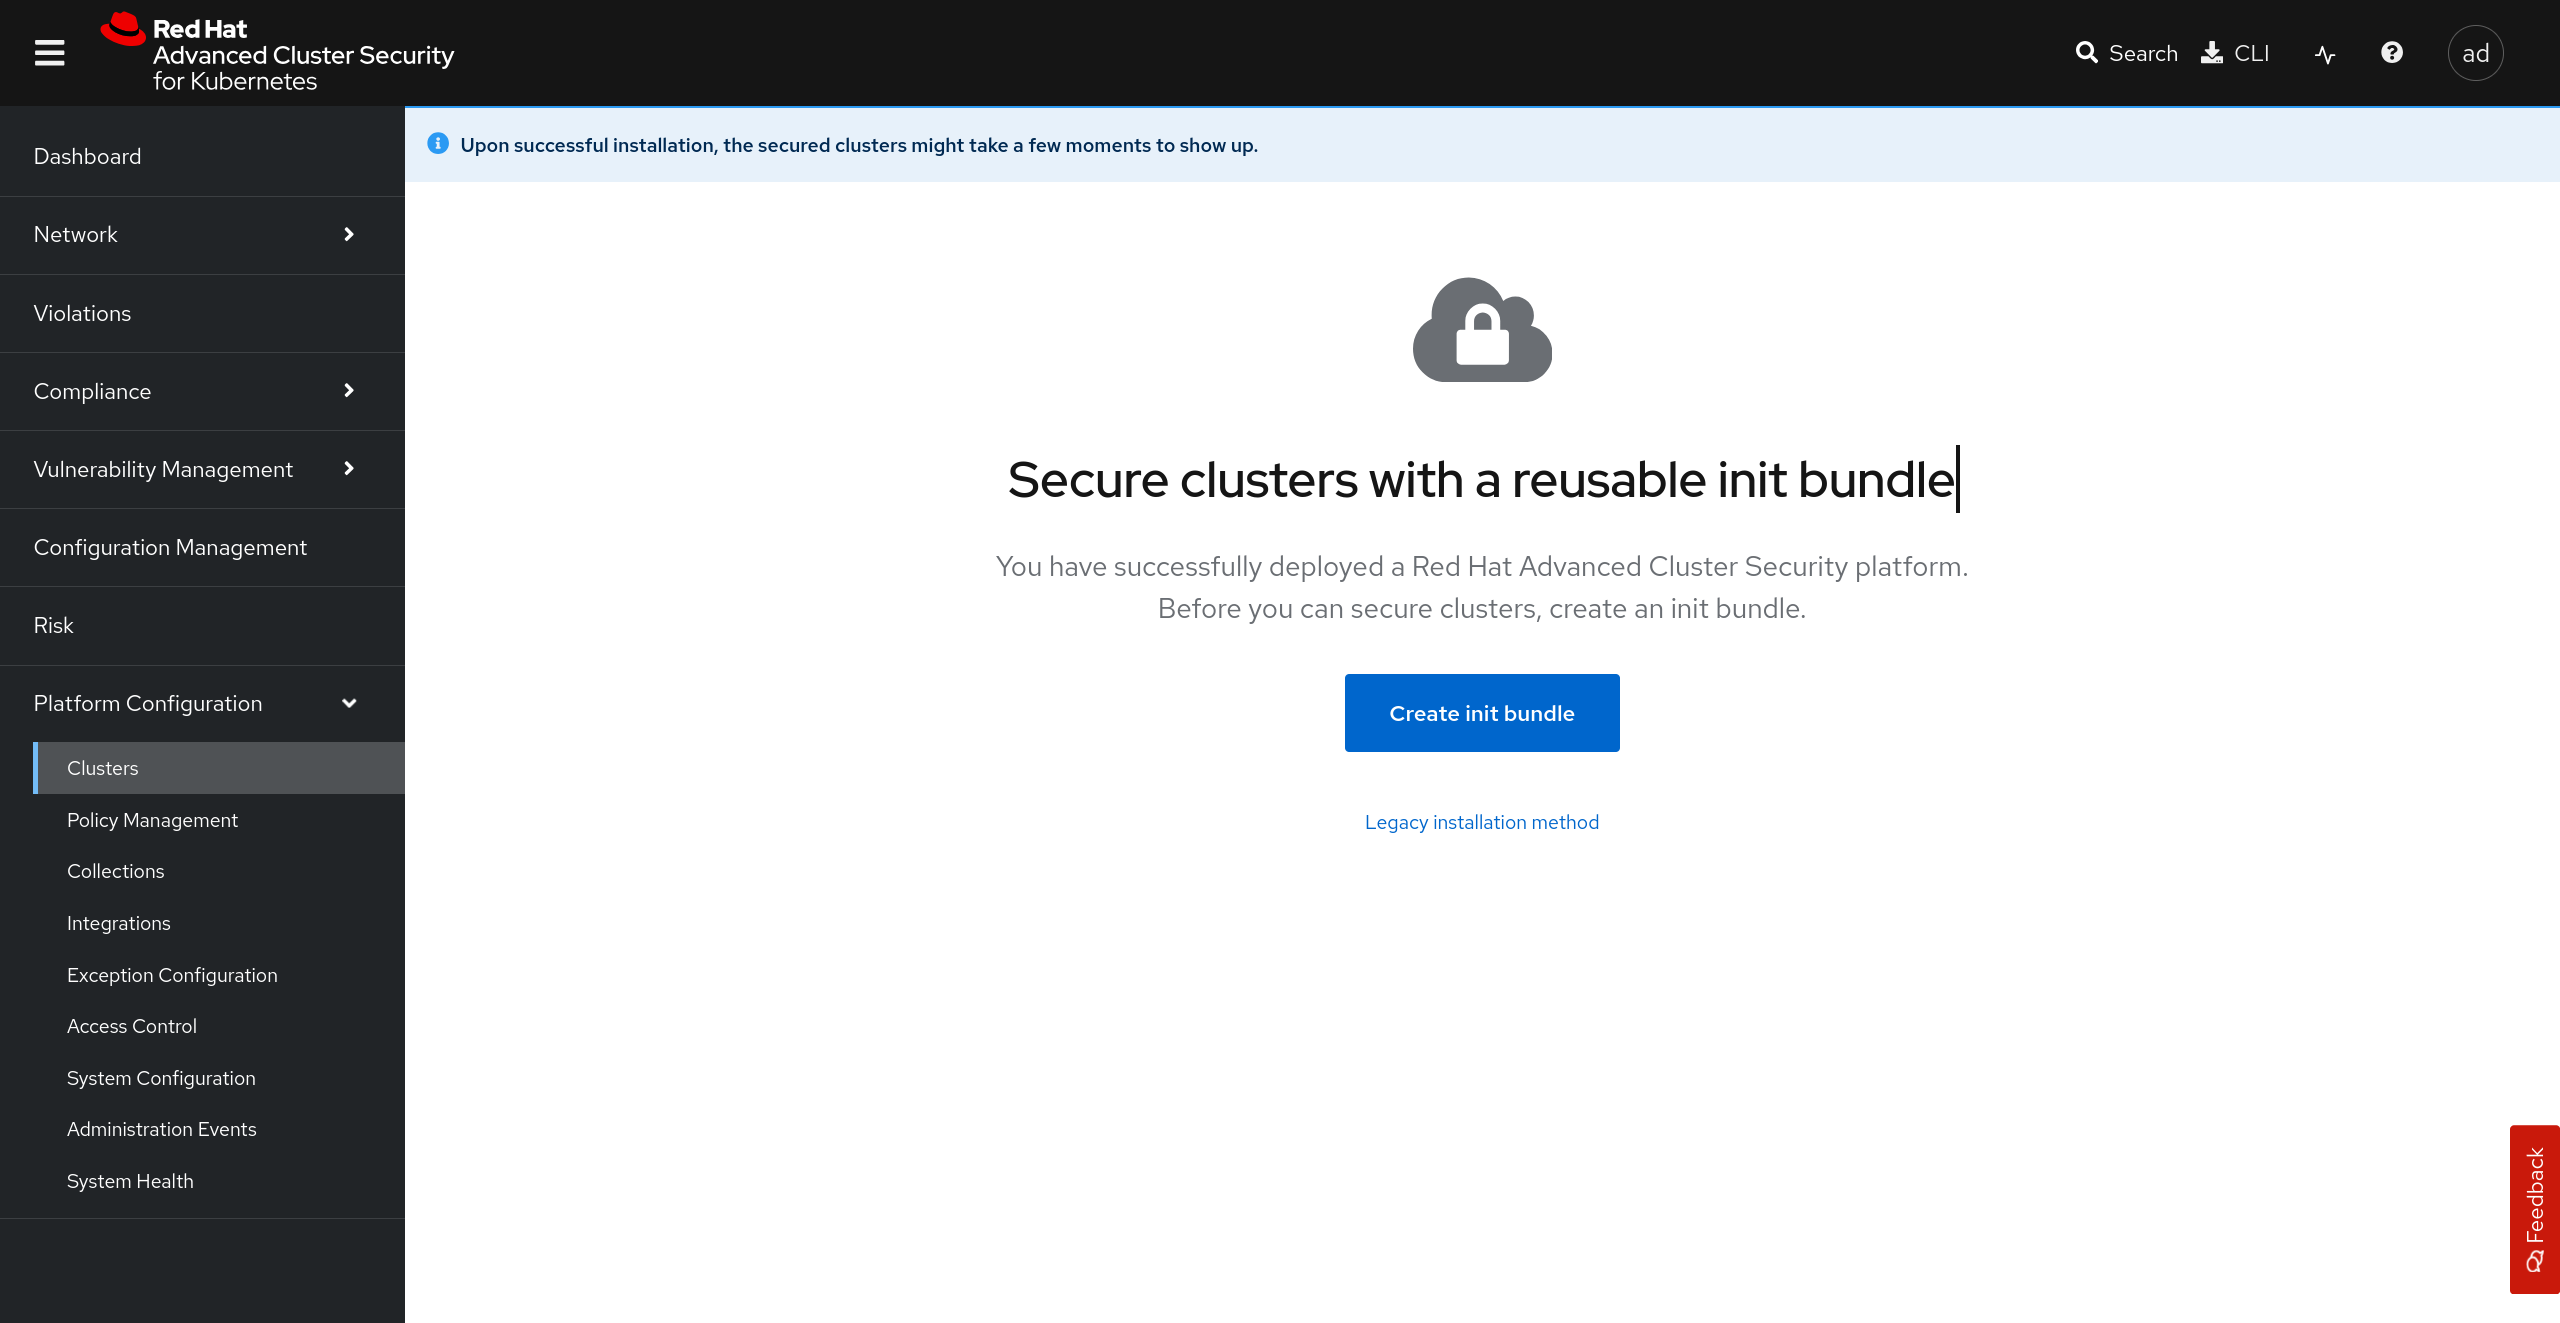 Red Hat
Advanced Cluster Security
for Kubernetes
Search
CLI
ad
Dashboard
Network
Violations
Compliance
Vulnerability Management
Configuration Management
Risk
Platform Configuration
Clusters
Policy Management
Collections
Integrations
Exception Configuration
Access Control
System Configuration
Administration Events
System Health
Upon successful installation, the secured clusters might take a few moments to show up.
Secure clusters with a reusable init bundle
You have successfully deployed a Red Hat Advanced Cluster Security platform.
Before you can secure clusters, create an init bundle.
Create init bundle
Legacy installation method
Feedback